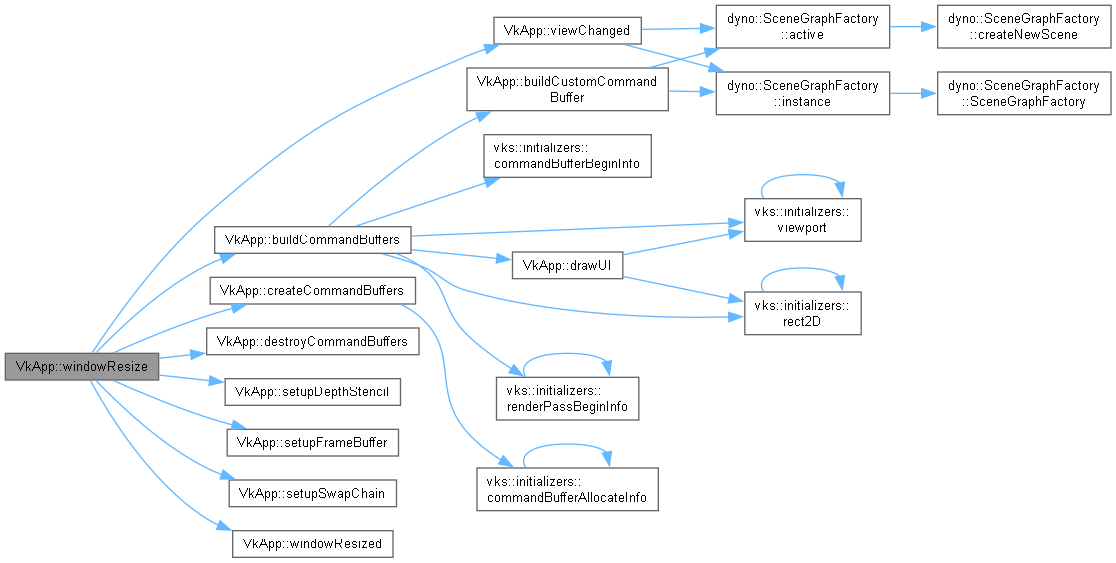 VkApp::viewChanged
dyno::SceneGraphFactory
::active
dyno::SceneGraphFactory
::createNewScene
VkApp::buildCustomCommand
Buffer
dyno::SceneGraphFactory
::instance
dyno::SceneGraphFactory
::SceneGraphFactory
vks::initializers::
commandBufferBeginInfo
vks::initializers::
viewport
VkApp::buildCommandBuffers
VkApp::drawUI
VkApp::createCommandBuffers
vks::initializers::
rect2D
VkApp::destroyCommandBuffers
VkApp::windowResize
VkApp::setupDepthStencil
vks::initializers::
renderPassBeginInfo
VkApp::setupFrameBuffer
VkApp::setupSwapChain
vks::initializers::
commandBufferAllocateInfo
VkApp::windowResized